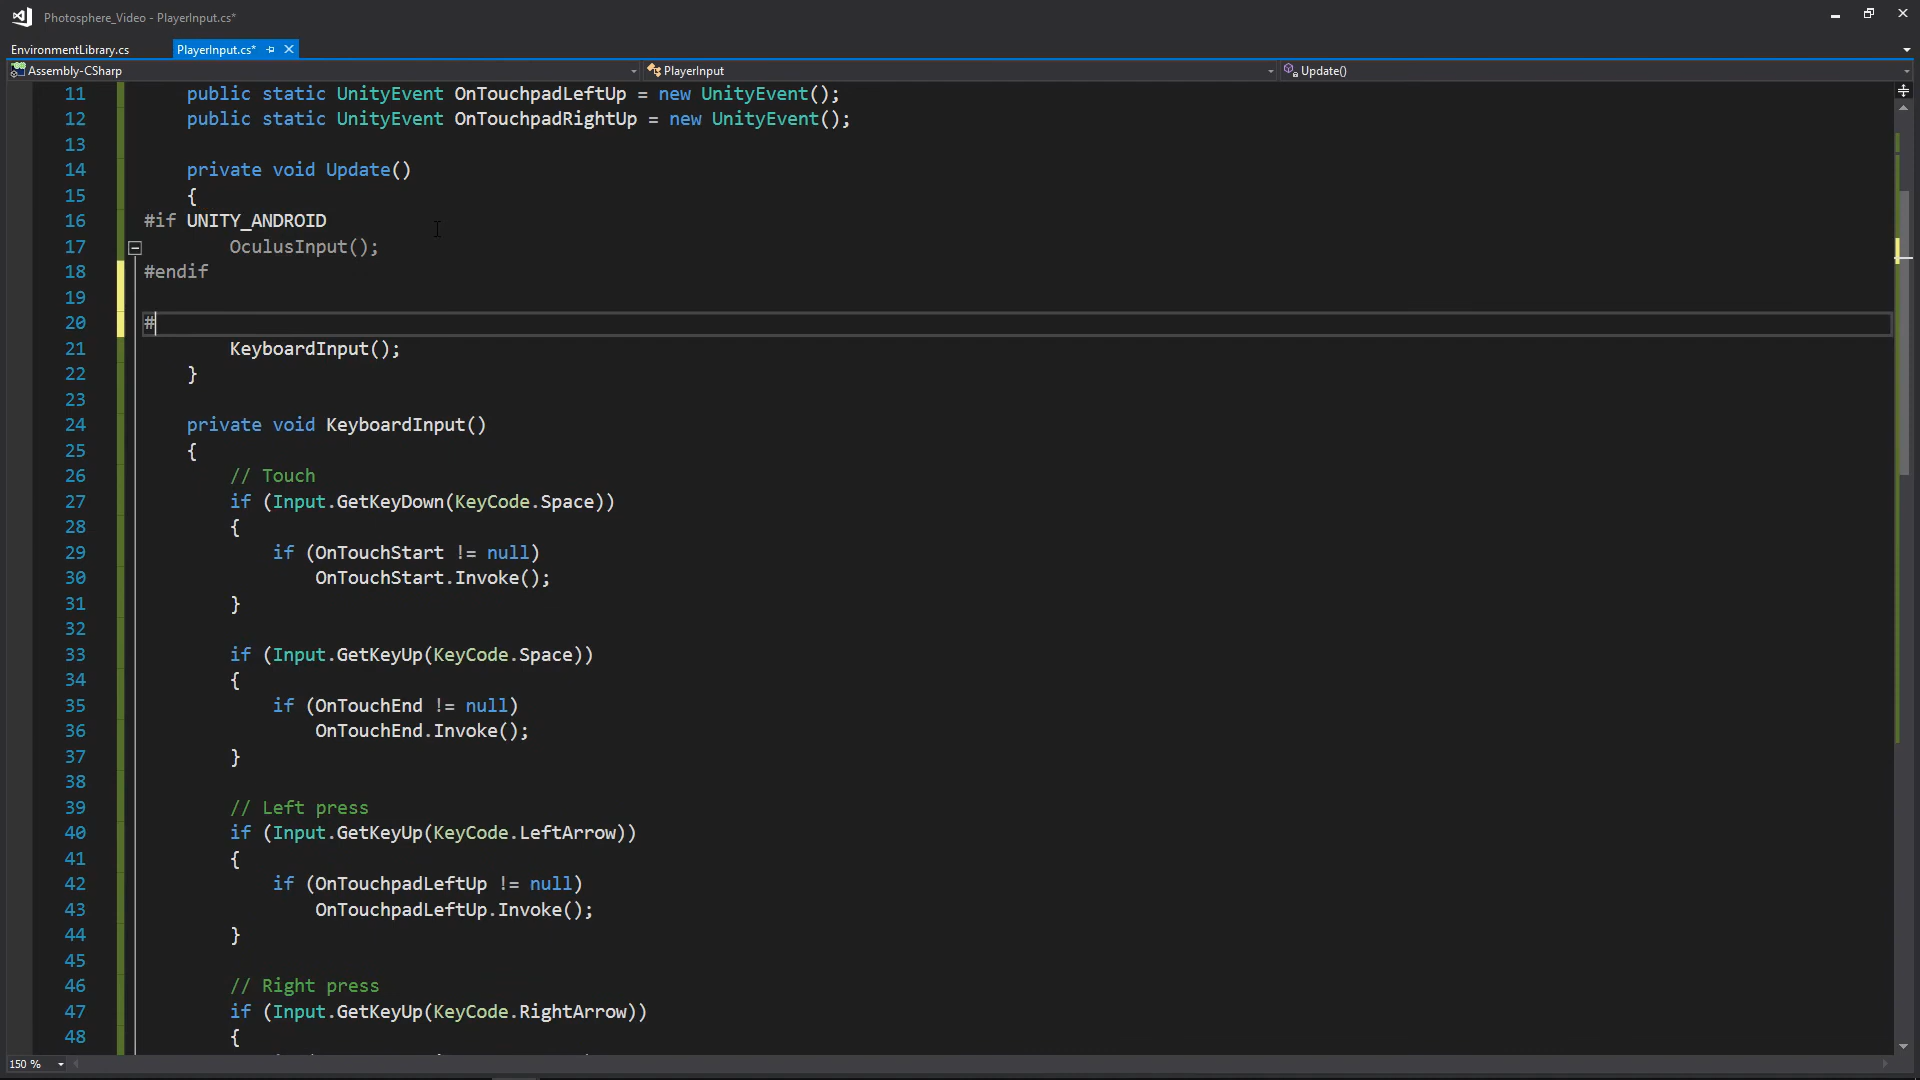 Photosphere_Video - PlayerInput.cs*
EnvironmentLibrary.cs
PlayerInput.cs*
Assembly-CSharp
PlayerInput
Update()
11 public static UnityEvent OnTouchpadLeftUp = new UnityEvent();
12 public static UnityEvent OnTouchpadRightUp = new UnityEvent();
13
14 private void Update()
15 {
16 #if UNITY_ANDROID
17 OculusInput();
18 #endif
19
20 #
21 KeyboardInput();
22 }
23
24 private void KeyboardInput()
25 {
26 // Touch
27 if (Input.GetKeyDown(KeyCode.Space))
28 {
29 if (OnTouchStart != null)
30 OnTouchStart.Invoke();
31 }
32
33 if (Input.GetKeyUp(KeyCode.Space))
34 {
35 if (OnTouchEnd != null)
36 OnTouchEnd.Invoke();
37 }
38
39 // Left press
40 if (Input.GetKeyUp(KeyCode.LeftArrow))
41 {
42 if (OnTouchpadLeftUp != null)
43 OnTouchpadLeftUp.Invoke();
44 }
45
46 // Right press
47 if (Input.GetKeyUp(KeyCode.RightArrow))
48 {
150 %